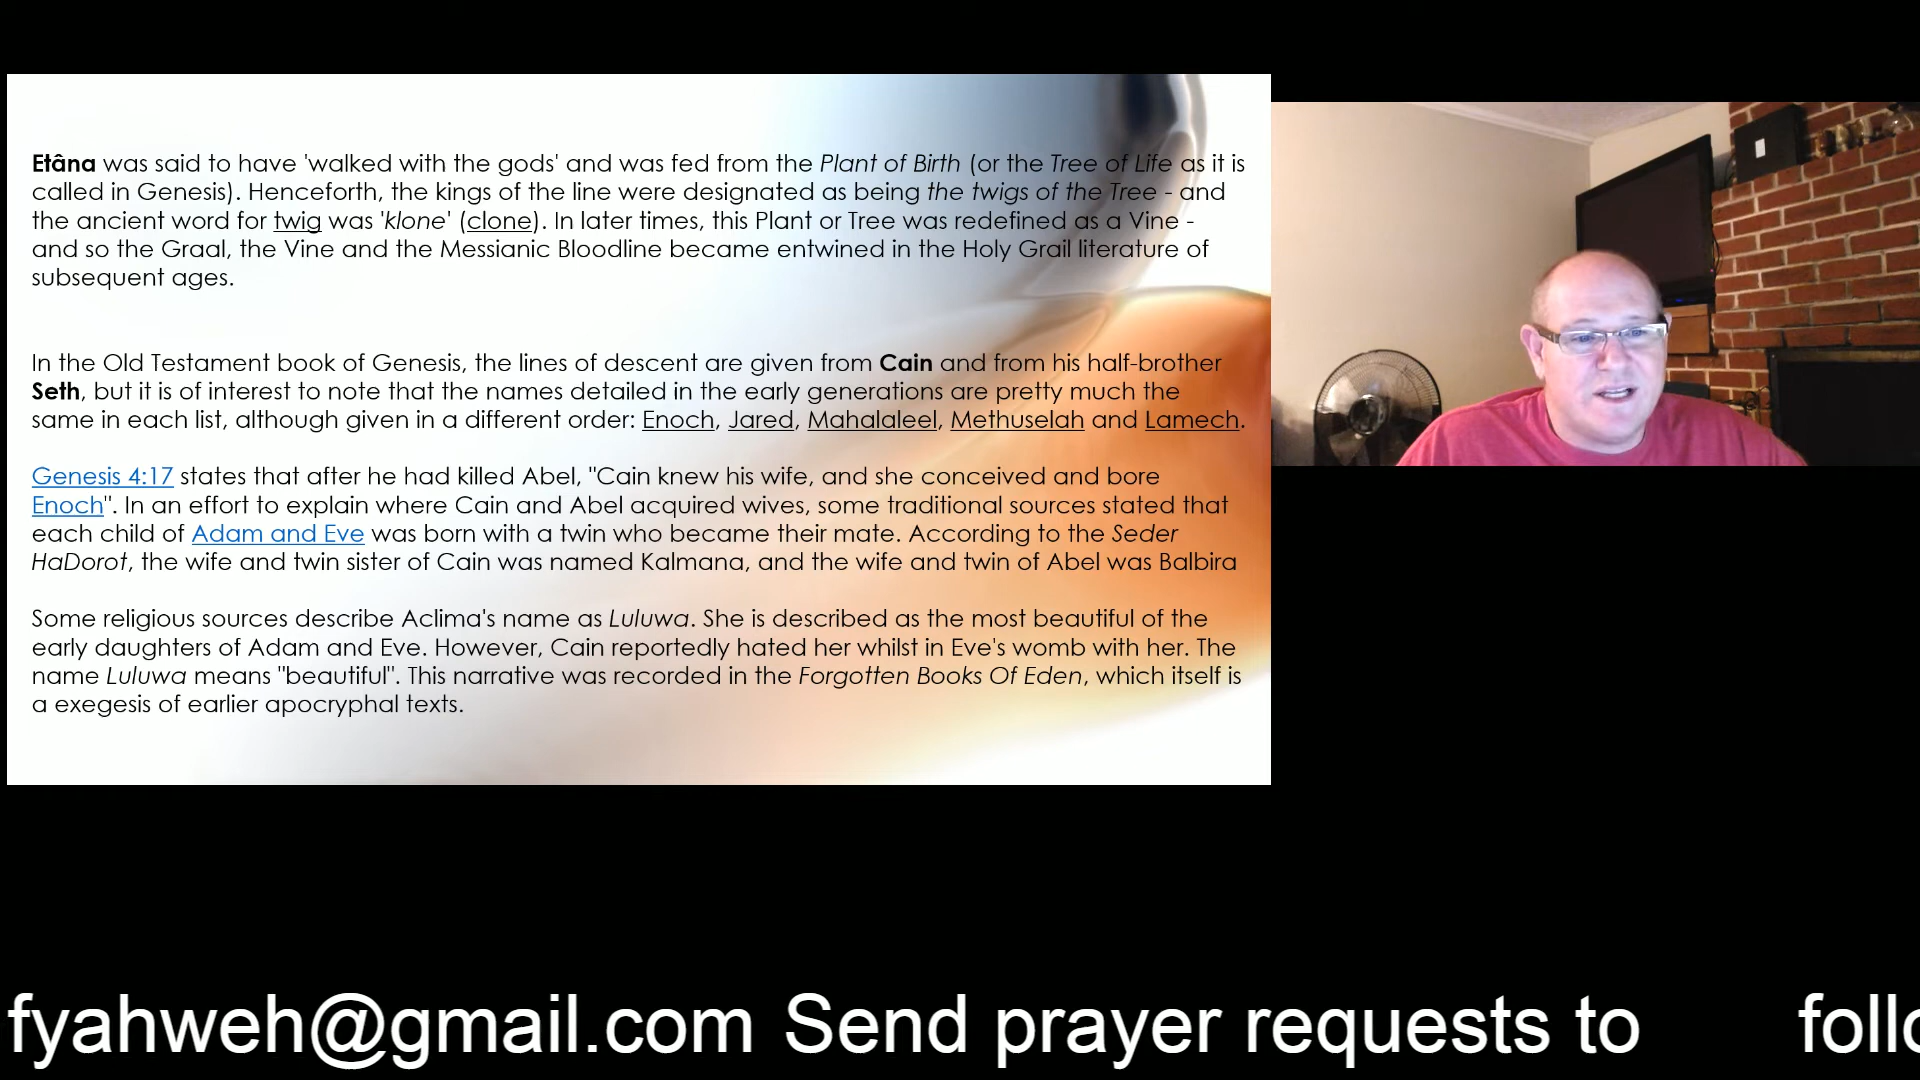 Etâna was said to have 'walked with the gods' and was fed from the Plant of Birth (or the Tree of Life as it is
called in Genesis). Henceforth, the kings of the line were designated as being the twigs of the Tree - and
the ancient word for twig was 'klone' (clone). In later times, this Plant or Tree was redefined as a Vine -
and so the Graal, the Vine and the Messianic Bloodline became entwined in the Holy Grail literature of
subsequent ages.
In the Old Testament book of Genesis, the lines of descent are given from Cain and from his half-brother
Seth, but it is of interest to note that the names detailed in the early generations are pretty much the
same in each list, although given in a different order: Enoch, Jared, Mahalaleel, Methuselah and Lamech.
Genesis 4:17 states that after he had killed Abel, "Cain knew his wife, and she conceived and bore
Enoch". In an effort to explain where Cain and Abel acquired wives, some traditional sources stated that
each child of Adam and Eve was born with a twin who became their mate. According to the Seder
HaDorot, the wife and twin sister of Cain was named Kalmana, and the wife and twin of Abel was Balbira
Some religious sources describe Aclima's name as Luluwa. She is described as the most beautiful of the
early daughters of Adam and Eve. However, Cain reportedly hated her whilst in Eve's womb with her. The
name Luluwa means "beautiful". This narrative was recorded in the Forgotten Books Of Eden, which itself is
a exegesis of earlier apocryphal texts.
fyahweh@gmail.com Send prayer requests to follo